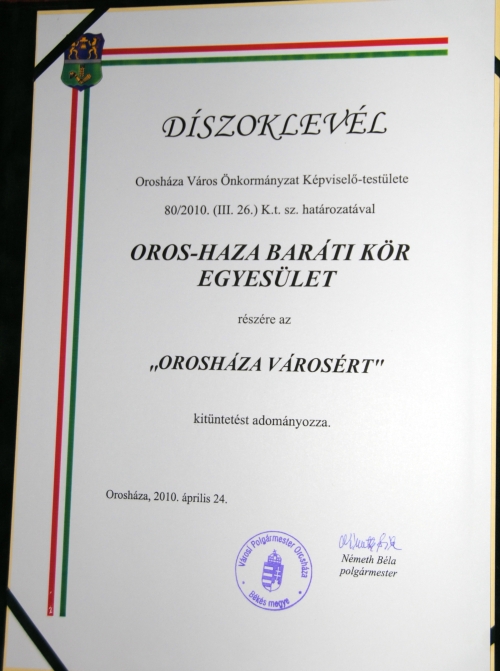 DÍSZOKLEVÉL
Orosháza Város Önkormányzat Képviselő-testülete
80/2010. (III. 26.) K.t. sz. határozatával
OROS-HAZA BARÁTI KÖR
EGYESÜLET
részére az
„OROSHÁZA VÁROSÉRT"
kitüntetést adományozza.
Orosháza, 2010. április 24.
Városi Polgármester Orosháza
Békés megye
Németh Béla
polgármester